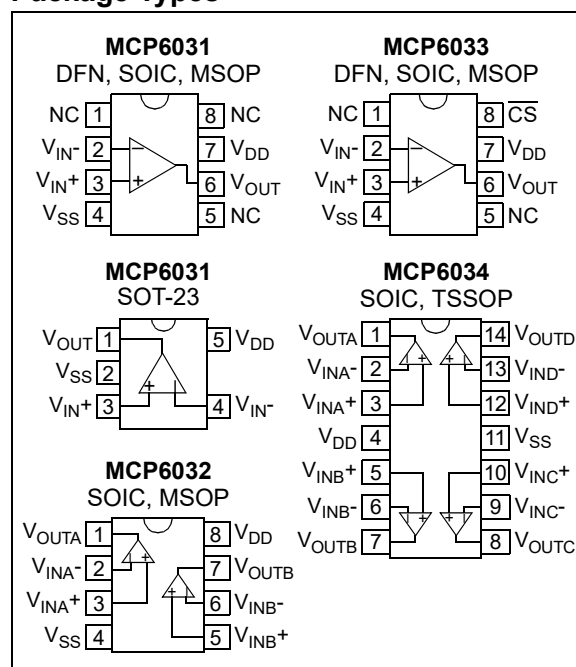 Package Types
MCP6031
DFN, SOIC, MSOP
NC 1 8 NC
VIN- 2 7 VDD
VIN+ 3 6 VOUT
VSS 4 5 NC
MCP6033
DFN, SOIC, MSOP
NC 1 8 CS
VIN- 2 7 VDD
VIN+ 3 6 VOUT
VSS 4 5 NC
MCP6031
SOT-23
VOUT 1 5 VDD
VSS 2
VIN+ 3 4 VIN-
MCP6034
SOIC, TSSOP
VOUTA 1 14 VOUTD
VINA- 2 13 VIND-
VINA+ 3 12 VIND+
VDD 4 11 VSS
VINB+ 5 10 VINC+
VINB- 6 9 VINC-
VOUTB 7 8 VOUTC
MCP6032
SOIC, MSOP
VOUTA 1 8 VDD
VINA- 2 7 VOUTB
VINA+ 3 6 VINB-
VSS 4 5 VINB+